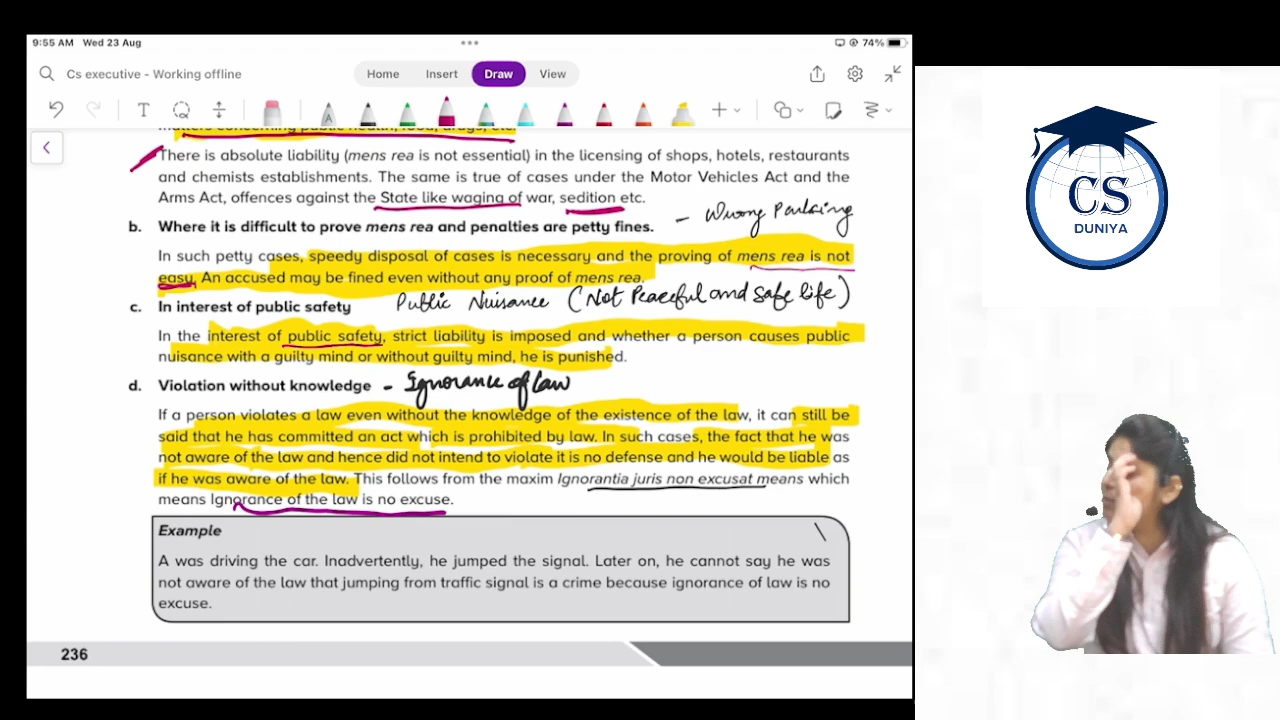 9:55 AM Wed 23 Aug
74%
Cs executive - Working offline
Home Insert Draw View
matters concerning public health, food, drugs, etc.
There is absolute liability (mens rea is not essential) in the licensing of shops, hotels, restaurants
and chemists establishments. The same is true of cases under the Motor Vehicles Act and the
Arms Act, offences against the State like waging of war, sedition etc.
b. Where it is difficult to prove mens rea and penalties are petty fines. - Wrong Parking
In such petty cases, speedy disposal of cases is necessary and the proving of mens rea is not
easy. An accused may be fined even without any proof of mens rea.
c. In interest of public safety Public Nuisance (Not Peaceful and safe life)
In the interest of public safety, strict liability is imposed and whether a person causes public
nuisance with a guilty mind or without guilty mind, he is punished.
d. Violation without knowledge - Ignorance of law
If a person violates a law even without the knowledge of the existence of the law, it can still be
said that he has committed an act which is prohibited by law. In such cases, the fact that he was
not aware of the law and hence did not intend to violate it is no defense and he would be liable as
if he was aware of the law. This follows from the maxim Ignorantia juris non excusat means which
means Ignorance of the law is no excuse.
Example
A was driving the car. Inadvertently, he jumped the signal. Later on, he cannot say he was
not aware of the law that jumping from traffic signal is a crime because ignorance of law is no
excuse.
236
CS
DUNIYA